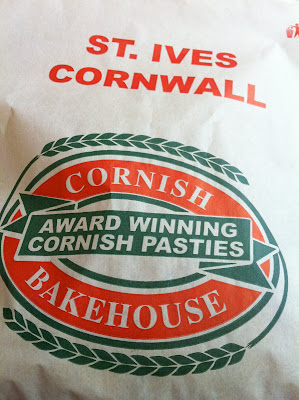 ST. IVES
CORNWALL
CORNISH
AWARD WINNING
CORNISH PASTIES
BAKEHOUSE